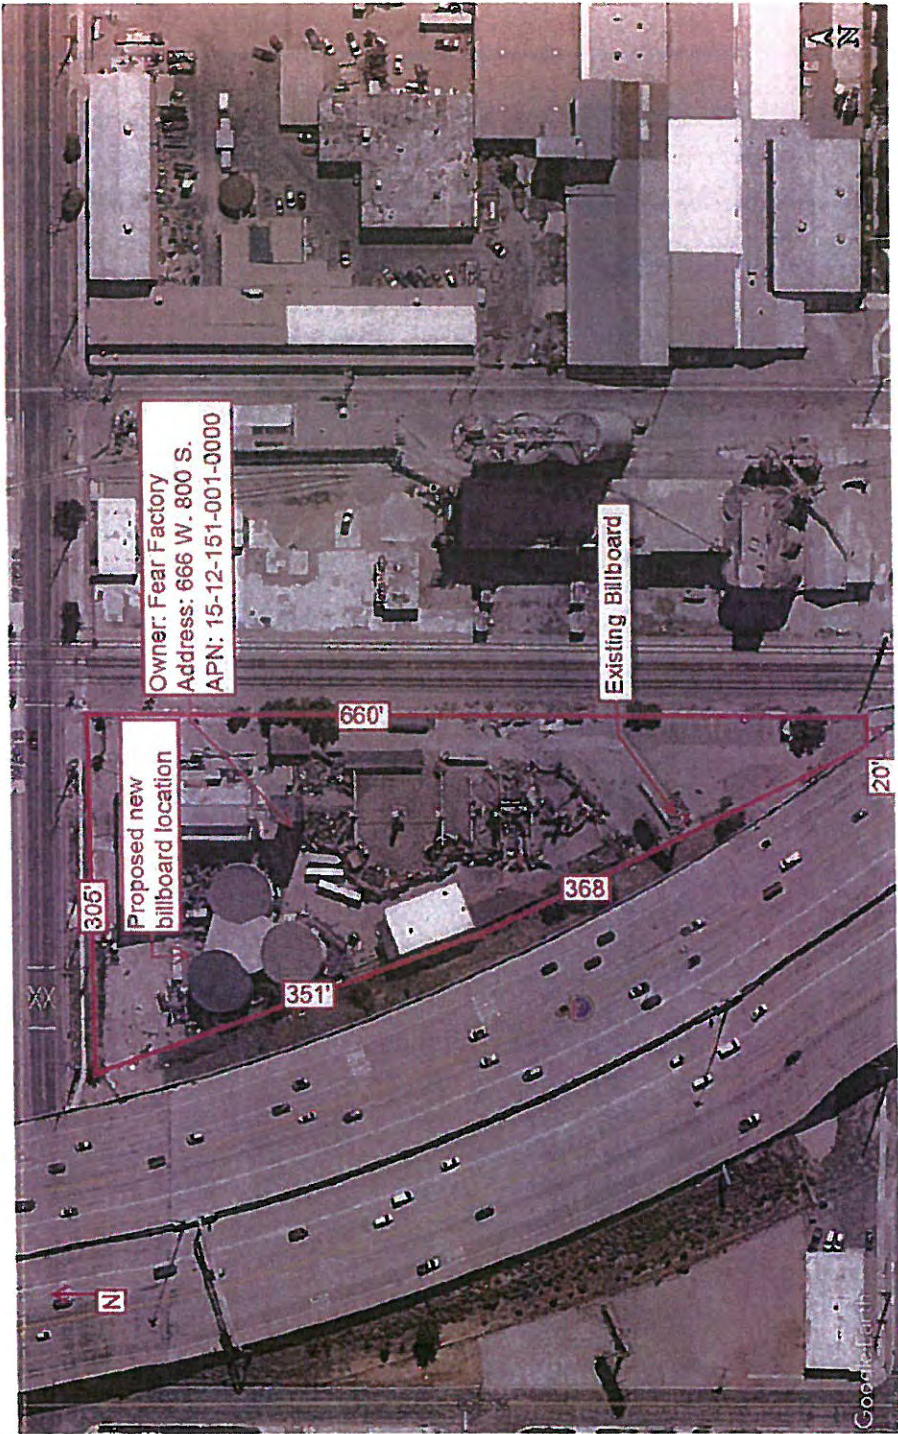 Owner: Fear Factory
Address: 666 W. 800 S.
APN: 15-12-151-001-0000
Proposed new
billboard location
Existing Billboard
305'
660'
351'
368
20'
N
N
Google Earth